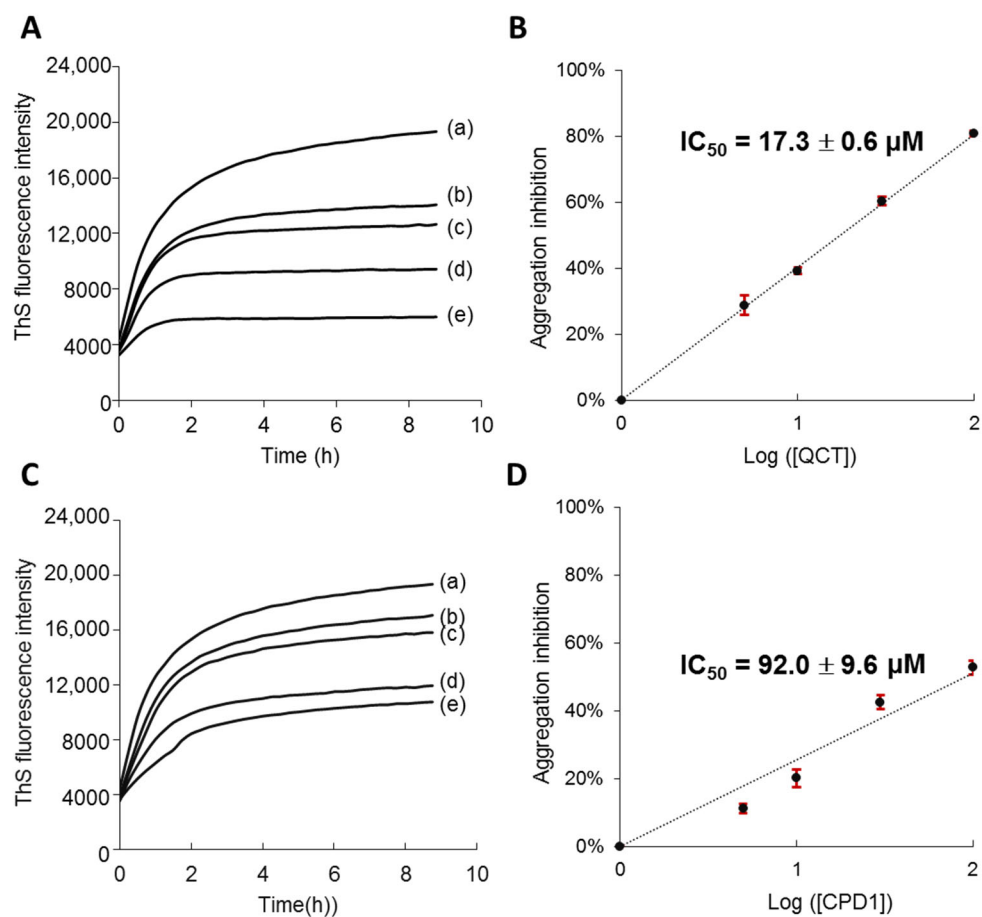 A
24,000
20,000
16,000
12,000
8000
4000
0
ThS fluorescence intensity
(a)
(b)
(c)
(d)
(e)
0 2 4 6 8 10
Time (h)
B
100%
80%
60%
40%
20%
0%
Aggregation inhibition
IC50 = 17.3 ± 0.6 µM
0 1 2
Log ([QCT])
C
24,000
20,000
16,000
12,000
8000
4000
0
ThS fluorescence intensity
(a)
(b)
(c)
(d)
(e)
0 2 4 6 8 10
Time(h))
D
100%
80%
60%
40%
20%
0%
Aggregation inhibition
IC50 = 92.0 ± 9.6 µM
0 1 2
Log ([CPD1])